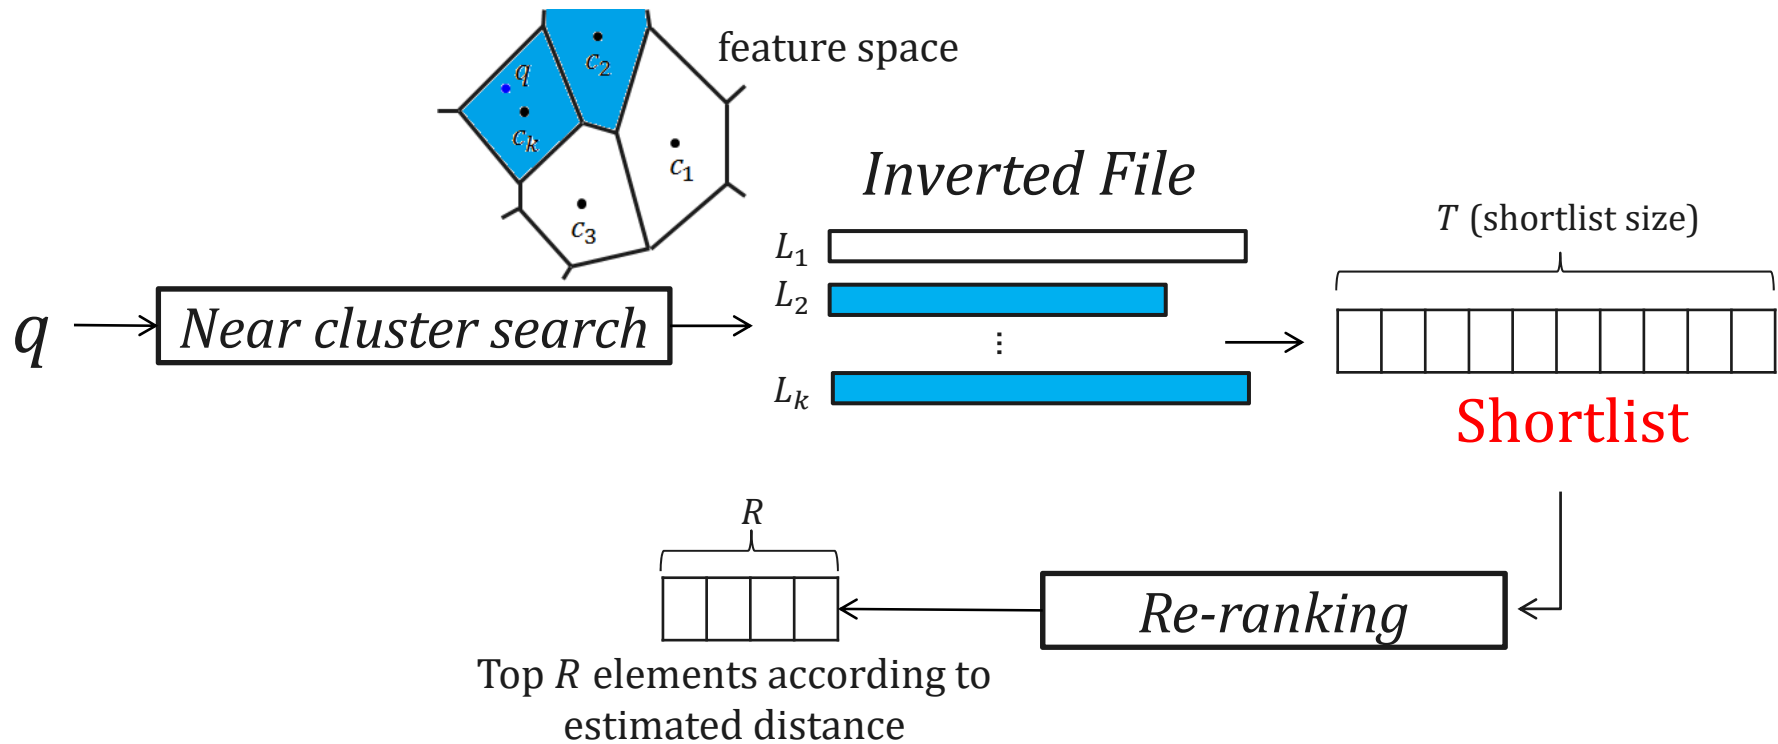 feature space
c₂
q
cₖ
c₁
c₃
Inverted File
T (shortlist size)
L₁
q
Near cluster search
L₂
⋮
Lₖ
Shortlist
R
Re-ranking
Top R elements according to
estimated distance